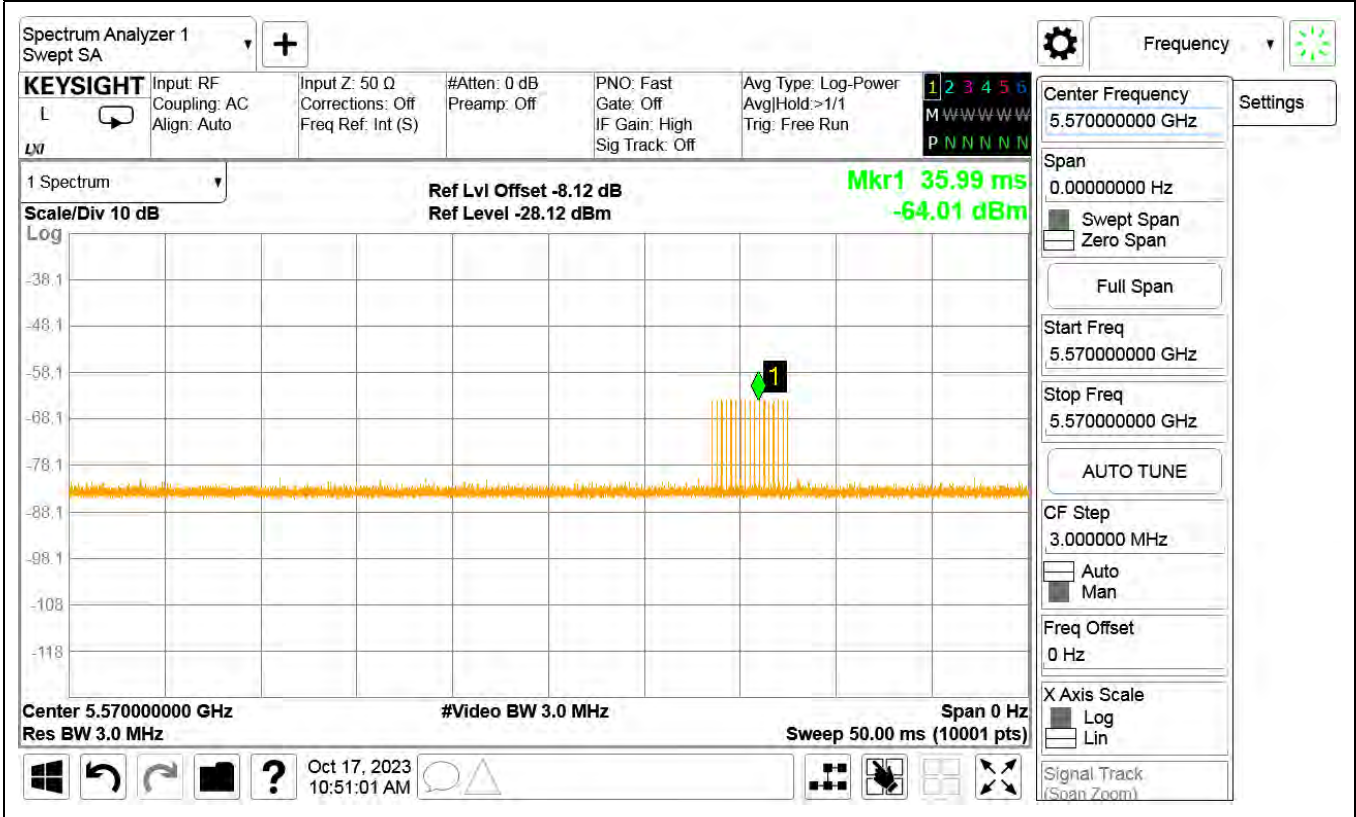 Spectrum Analyzer 1
Swept SA
+
Frequency
KEYSIGHT
L
LXI
Input: RF
Coupling: AC
Align: Auto
Input Z: 50 Ω
Corrections: Off
Freq Ref: Int (S)
#Atten: 0 dB
Preamp: Off
PNO: Fast
Gate: Off
IF Gain: High
Sig Track: Off
Avg Type: Log-Power
Avg|Hold:>1/1
Trig: Free Run
1 2 3 4 5 6
M W W W W W
P N N N N N
Center Frequency
5.570000000 GHz
Settings
Span
0.00000000 Hz
Swept Span
Zero Span
Full Span
Start Freq
5.570000000 GHz
Stop Freq
5.570000000 GHz
AUTO TUNE
CF Step
3.000000 MHz
Auto
Man
Freq Offset
0 Hz
X Axis Scale
Log
Lin
Signal Track
(Span Zoom)
1 Spectrum
Scale/Div 10 dB
Log
Ref Lvl Offset -8.12 dB
Ref Level -28.12 dBm
Mkr1 35.99 ms
-64.01 dBm
-38.1
-48.1
-58.1
1
-68.1
-78.1
-88.1
-98.1
-108
-118
Center 5.570000000 GHz
#Video BW 3.0 MHz
Span 0 Hz
Res BW 3.0 MHz
Sweep 50.00 ms (10001 pts)
?
Oct 17, 2023
10:51:01 AM